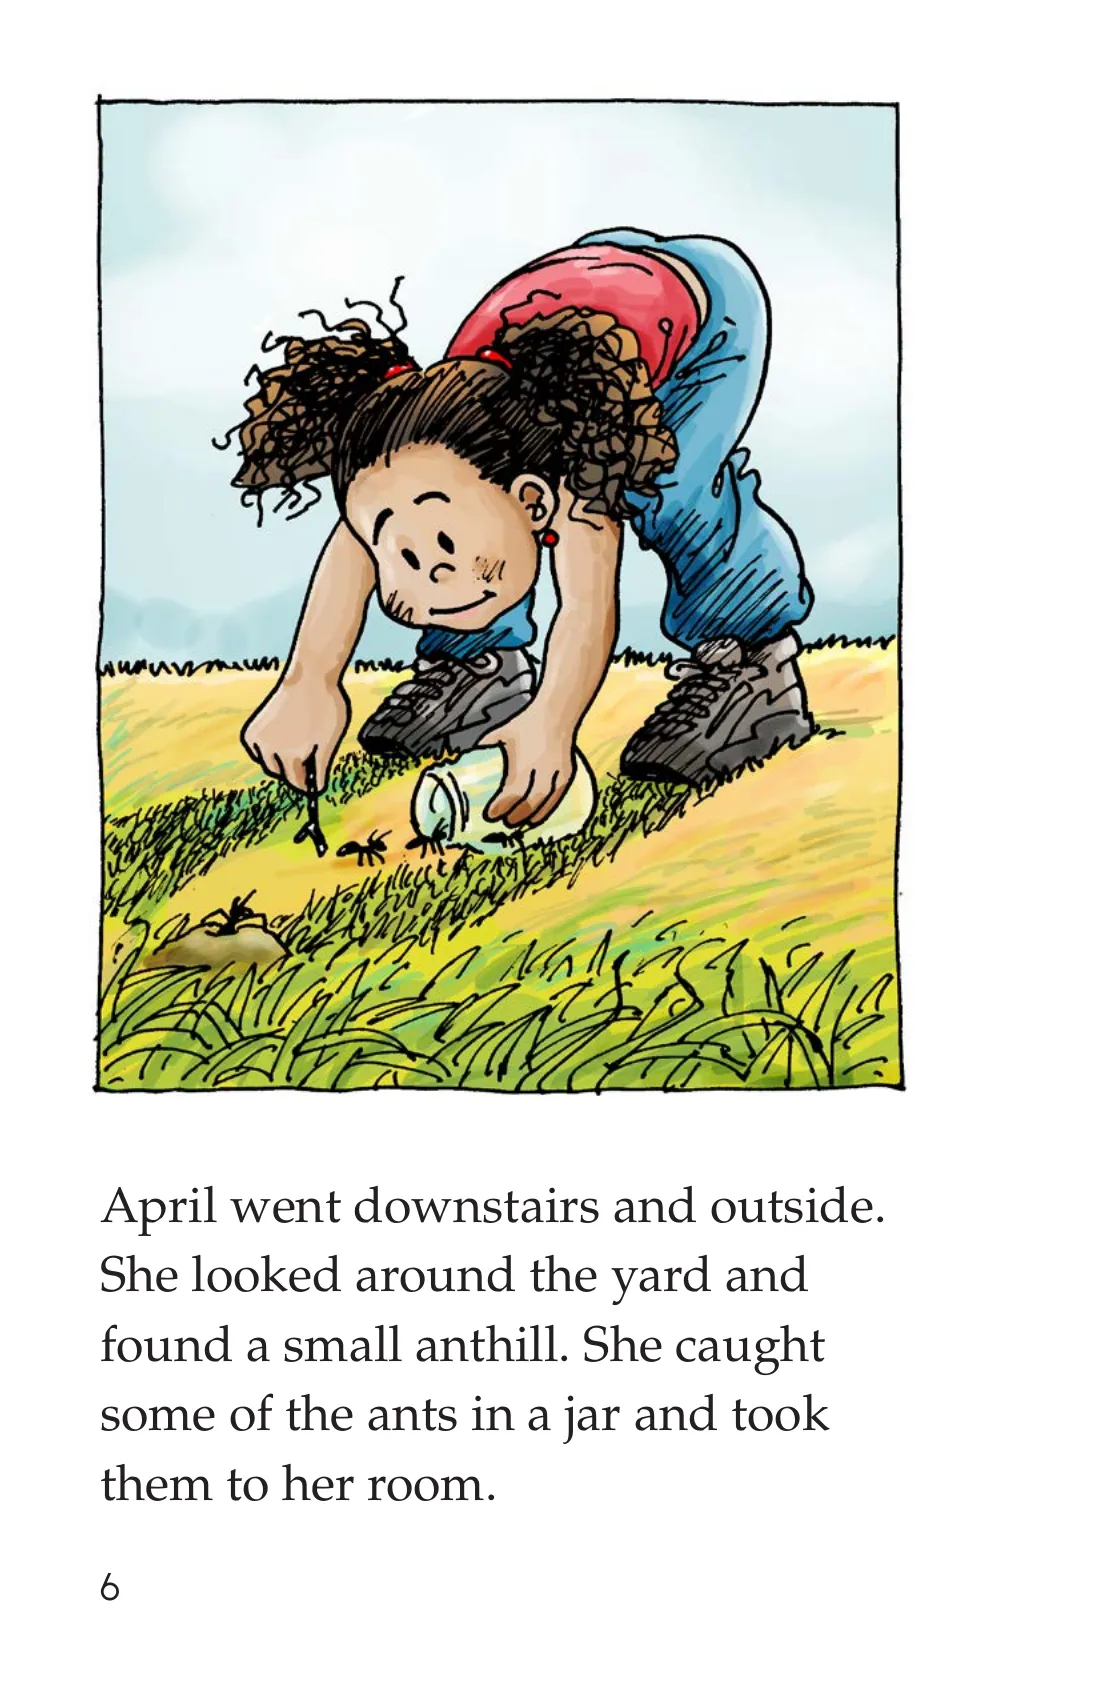 April went downstairs and outside.
She looked around the yard and
found a small anthill. She caught
some of the ants in a jar and took
them to her room.
6